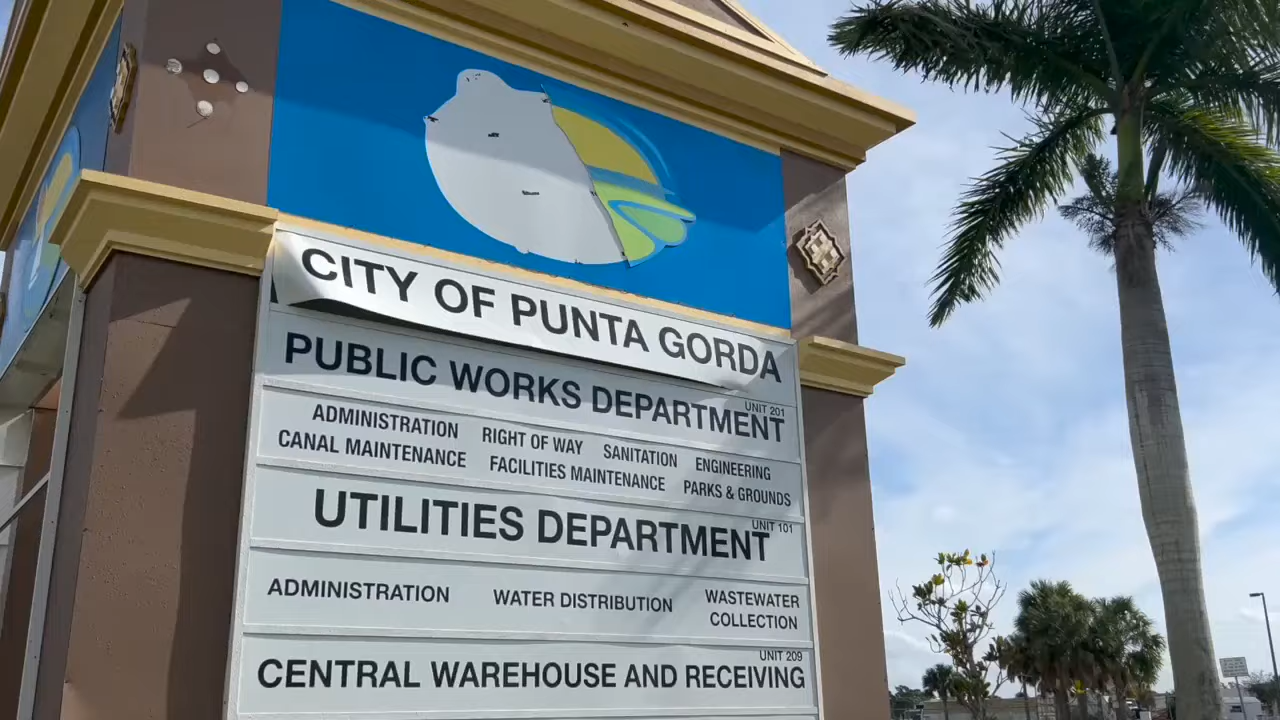 CITY OF PUNTA GORDA
PUBLIC WORKS DEPARTMENT
UNIT 201
ADMINISTRATION RIGHT OF WAY SANITATION ENGINEERING
CANAL MAINTENANCE FACILITIES MAINTENANCE PARKS & GROUNDS
UTILITIES DEPARTMENT
UNIT 101
ADMINISTRATION WATER DISTRIBUTION WASTEWATER
COLLECTION
UNIT 209
CENTRAL WAREHOUSE AND RECEIVING